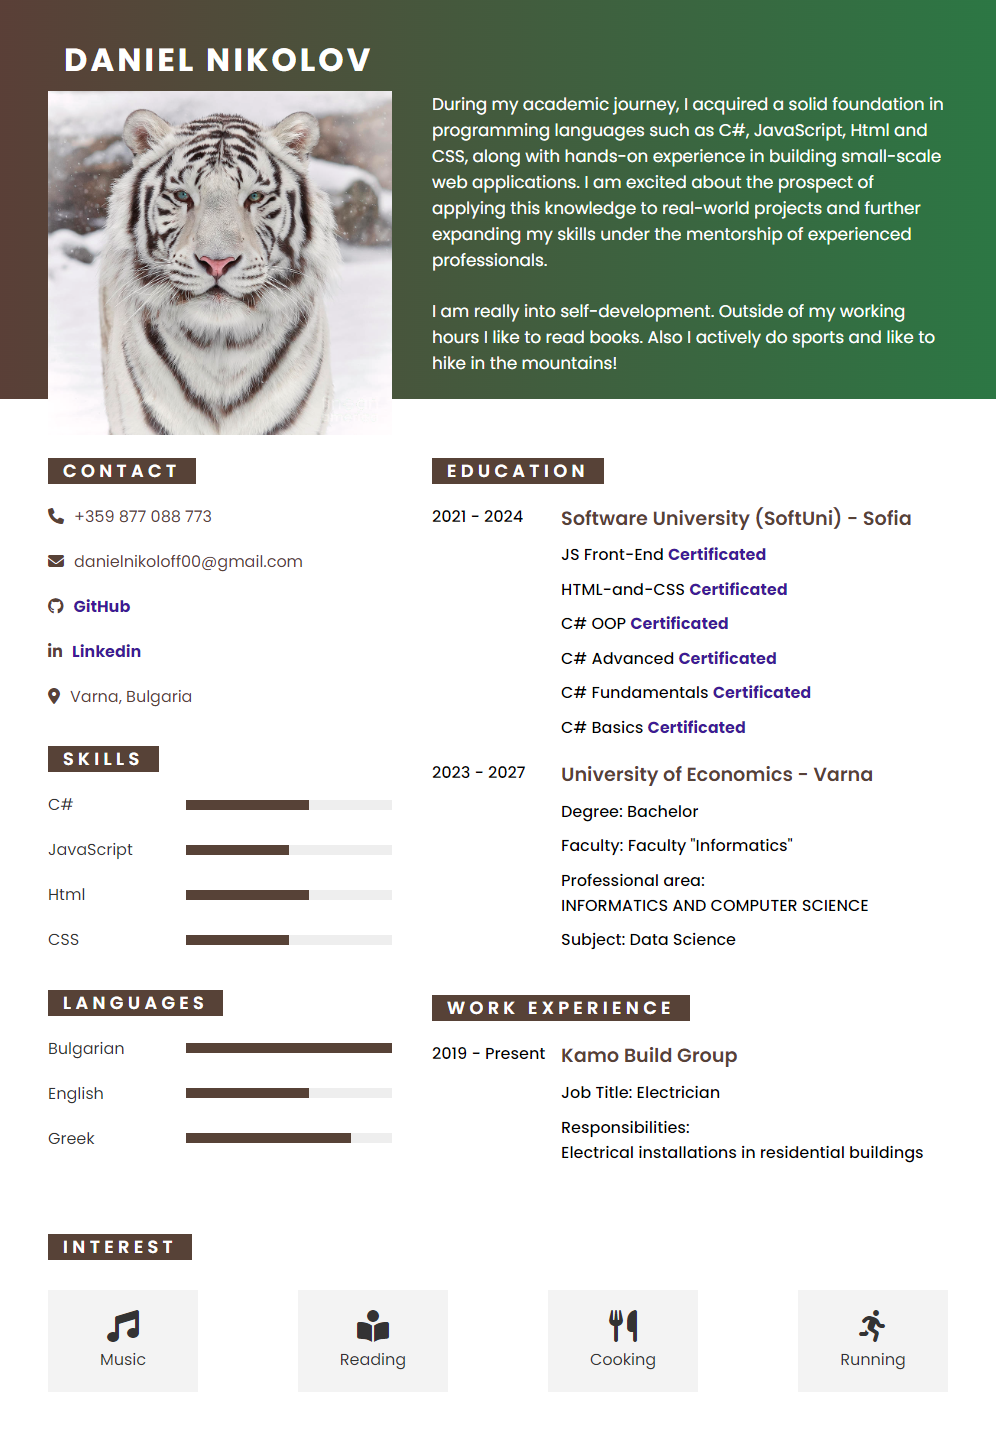 DANIEL NIKOLOV
During my academic journey, I acquired a solid foundation in
programming languages such as C#, JavaScript, Html and
CSS, along with hands-on experience in building small-scale
web applications. I am excited about the prospect of
applying this knowledge to real-world projects and further
expanding my skills under the mentorship of experienced
professionals.
I am really into self-development. Outside of my working
hours I like to read books. Also I actively do sports and like to
hike in the mountains!
CONTACT
+359 877 088 773
danielnikoloff00@gmail.com
GitHub
Linkedin
Varna, Bulgaria
SKILLS
C#
JavaScript
Html
CSS
LANGUAGES
Bulgarian
English
Greek
EDUCATION
2021 - 2024 Software University (SoftUni) - Sofia
JS Front-End Certificated
HTML-and-CSS Certificated
C# OOP Certificated
C# Advanced Certificated
C# Fundamentals Certificated
C# Basics Certificated
2023 - 2027 University of Economics - Varna
Degree: Bachelor
Faculty: Faculty "Informatics"
Professional area:
INFORMATICS AND COMPUTER SCIENCE
Subject: Data Science
WORK EXPERIENCE
2019 - Present Kamo Build Group
Job Title: Electrician
Responsibilities:
Electrical installations in residential buildings
INTEREST
Music
Reading
Cooking
Running